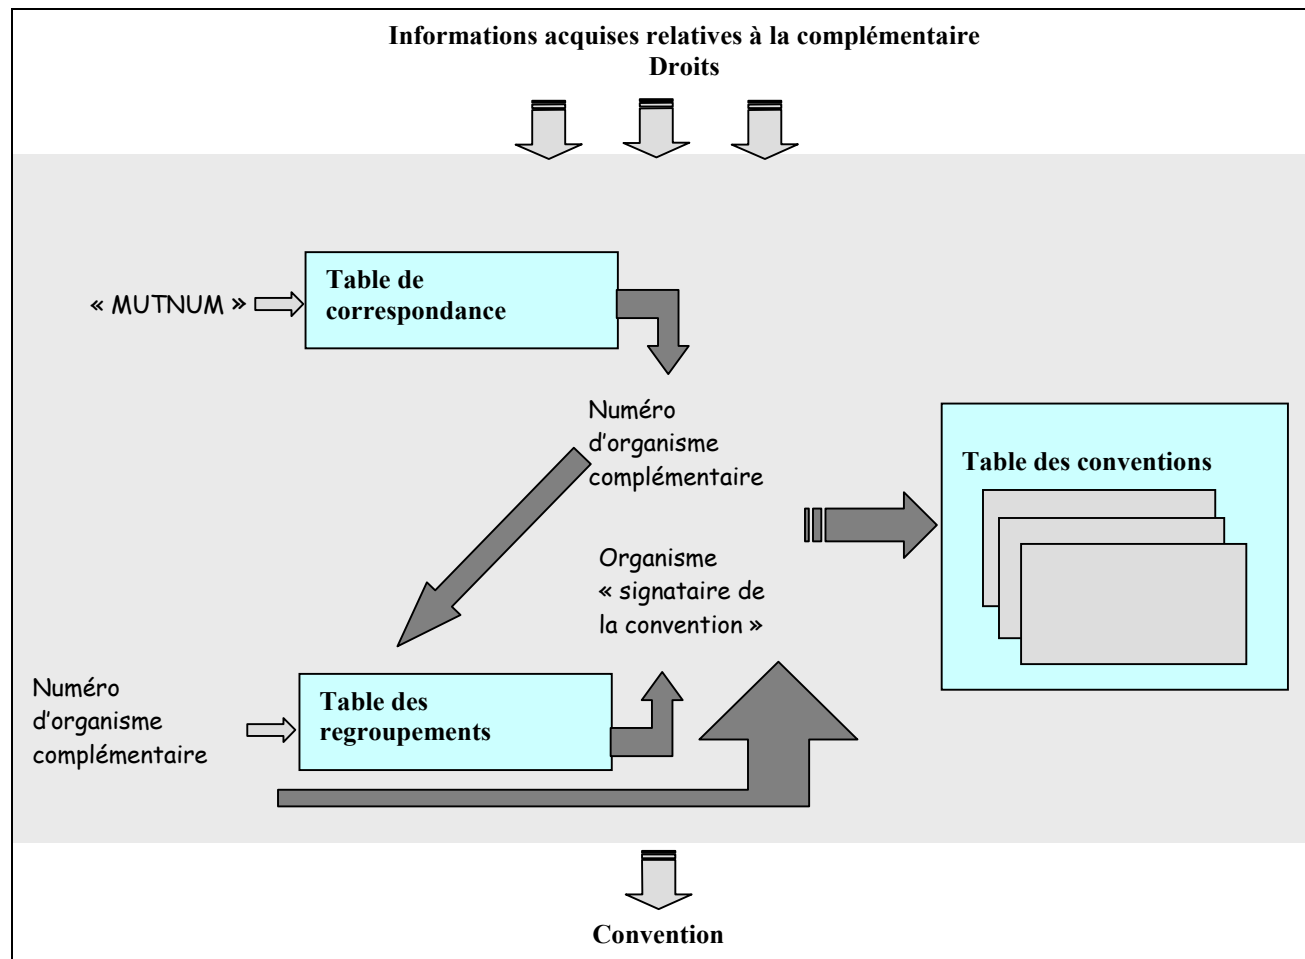 Informations acquises relatives à la complémentaire
Droits
« MUTNUM »
Table de
correspondance
Numéro
d'organisme
complémentaire
Table des conventions
Organisme
« signataire de
la convention »
Numéro
d'organisme
complémentaire
Table des
regroupements
Convention